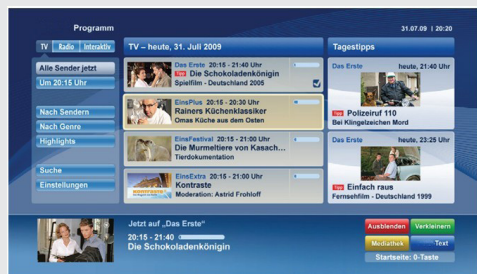 Programm
31.07.09 | 20:20
TV Radio Interaktiv
Alle Sender jetzt
Um 20:15 Uhr
Nach Sendern
Nach Genre
Highlights
Suche
Einstellungen
TV – heute, 31. Juli 2009
Das Erste 20:15 - 21:40 Uhr
Tipp Die Schokoladenkönigin
Spielfilm - Deutschland 2005
EinsPlus 20:15 - 20:30 Uhr
Rainers Küchenklassiker
Omas Küche aus dem Osten
EinsFestival 20:15 - 21:00 Uhr
Die Murmeltiere von Kasach...
Tierdokumentation
EinsExtra 20:15 - 21:00 Uhr
Kontraste
Moderation: Astrid Frohloff
Tagestipps
Das Erste heute, 21:40 Uhr
Tipp Polizeiruf 110
Bei Klingelzeichen Mord
Das Erste heute, 23:25 Uhr
Tipp Einfach raus
Fernsehfilm - Deutschland 1999
Jetzt auf „Das Erste“
20:15 - 21:40
Die Schokoladenkönigin
Ausblenden Verkleinern
Mediathek Text
Startseite: 0-Taste